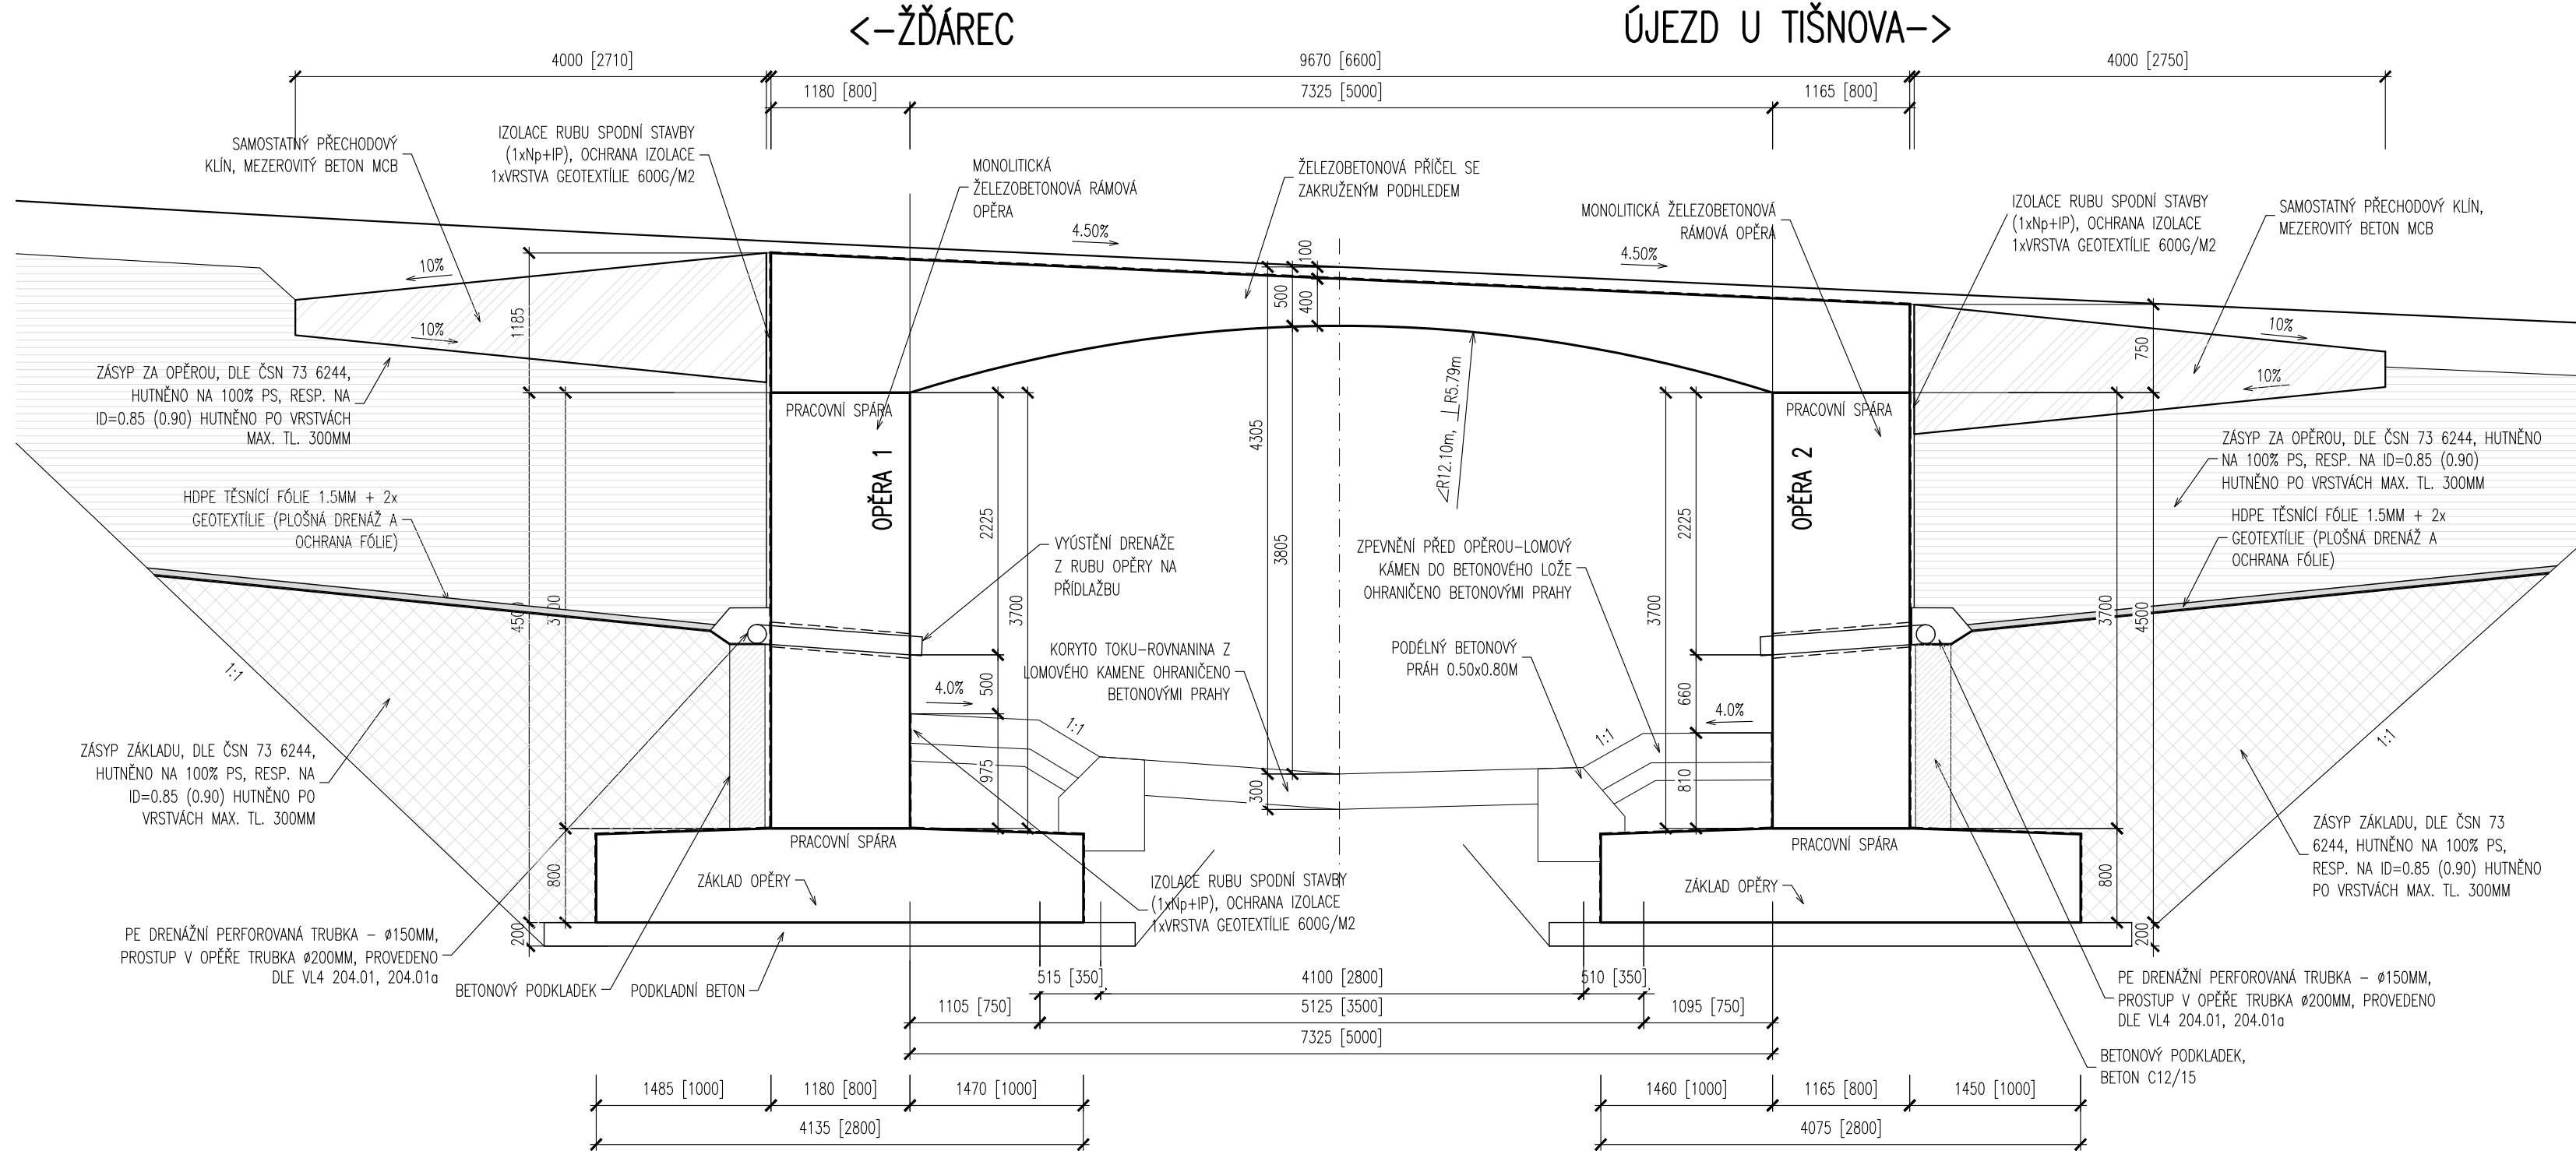 <-ŽĎÁREC
ÚJEZD U TIŠNOVA->
4000 [2710]
9670 [6600]
4000 [2750]
1180 [800]
7325 [5000]
1165 [800]
SAMOSTATNÝ PŘECHODOVÝ
KLÍN, MEZEROVITÝ BETON MCB
IZOLACE RUBU SPODNÍ STAVBY
(1xNp+IP), OCHRANA IZOLACE
1xVRSTVA GEOTEXTÍLIE 600G/M2
MONOLITICKÁ
ŽELEZOBETONOVÁ RÁMOVÁ
OPĚRA
ŽELEZOBETONOVÁ PŘÍČEL SE
ZAKRUŽENÝM PODHLEDEM
MONOLITICKÁ ŽELEZOBETONOVÁ
RÁMOVÁ OPĚRA
IZOLACE RUBU SPODNÍ STAVBY
(1xNp+IP), OCHRANA IZOLACE
1xVRSTVA GEOTEXTÍLIE 600G/M2
SAMOSTATNÝ PŘECHODOVÝ KLÍN,
MEZEROVITÝ BETON MCB
4.50%
4.50%
100
500
400
10%
10%
1185
10%
10%
750
ZÁSYP ZA OPĚROU, DLE ČSN 73 6244,
HUTNĚNO NA 100% PS, RESP. NA
ID=0.85 (0.90) HUTNĚNO PO VRSTVÁCH
MAX. TL. 300MM
PRACOVNÍ SPÁRA
PRACOVNÍ SPÁRA
OPĚRA 1
OPĚRA 2
4305
3805
∠R12.10m, ⊥R5.79m
ZÁSYP ZA OPĚROU, DLE ČSN 73 6244, HUTNĚNO
NA 100% PS, RESP. NA ID=0.85 (0.90)
HUTNĚNO PO VRSTVÁCH MAX. TL. 300MM
HDPE TĚSNÍCÍ FÓLIE 1.5MM + 2x
GEOTEXTÍLIE (PLOŠNÁ DRENÁŽ A
OCHRANA FÓLIE)
HDPE TĚSNÍCÍ FÓLIE 1.5MM + 2x
GEOTEXTÍLIE (PLOŠNÁ DRENÁŽ A
OCHRANA FÓLIE)
2225
2225
VYÚSTĚNÍ DRENÁŽE
Z RUBU OPĚRY NA
PŘÍDLAŽBU
ZPEVNĚNÍ PŘED OPĚROU-LOMOVÝ
KÁMEN DO BETONOVÉHO LOŽE
OHRANIČENO BETONOVÝMI PRAHY
4500
3700
3700
3700
3700
4500
KORYTO TOKU-ROVNANINA Z
LOMOVÉHO KAMENE OHRANIČENO
BETONOVÝMI PRAHY
PODÉLNÝ BETONOVÝ
PRÁH 0.50x0.80M
1:1
4.0%
500
1:1
660
4.0%
1:1
1:1
ZÁSYP ZÁKLADU, DLE ČSN 73 6244,
HUTNĚNO NA 100% PS, RESP. NA
ID=0.85 (0.90) HUTNĚNO PO
VRSTVÁCH MAX. TL. 300MM
975
300
810
ZÁSYP ZÁKLADU, DLE ČSN 73
6244, HUTNĚNO NA 100% PS,
RESP. NA ID=0.85 (0.90) HUTNĚNO
PO VRSTVÁCH MAX. TL. 300MM
PRACOVNÍ SPÁRA
PRACOVNÍ SPÁRA
800
ZÁKLAD OPĚRY
ZÁKLAD OPĚRY
800
IZOLACE RUBU SPODNÍ STAVBY
(1xNp+IP), OCHRANA IZOLACE
1xVRSTVA GEOTEXTÍLIE 600G/M2
200
200
PE DRENÁŽNÍ PERFOROVANÁ TRUBKA - ø150MM,
PROSTUP V OPĚŘE TRUBKA ø200MM, PROVEDENO
DLE VL4 204.01, 204.01a
BETONOVÝ PODKLADEK
PODKLADNÍ BETON
515 [350]
4100 [2800]
510 [350]
1105 [750]
5125 [3500]
1095 [750]
7325 [5000]
PE DRENÁŽNÍ PERFOROVANÁ TRUBKA - ø150MM,
PROSTUP V OPĚŘE TRUBKA ø200MM, PROVEDENO
DLE VL4 204.01, 204.01a
BETONOVÝ PODKLADEK,
BETON C12/15
1485 [1000]
1180 [800]
1470 [1000]
1460 [1000]
1165 [800]
1450 [1000]
4135 [2800]
4075 [2800]